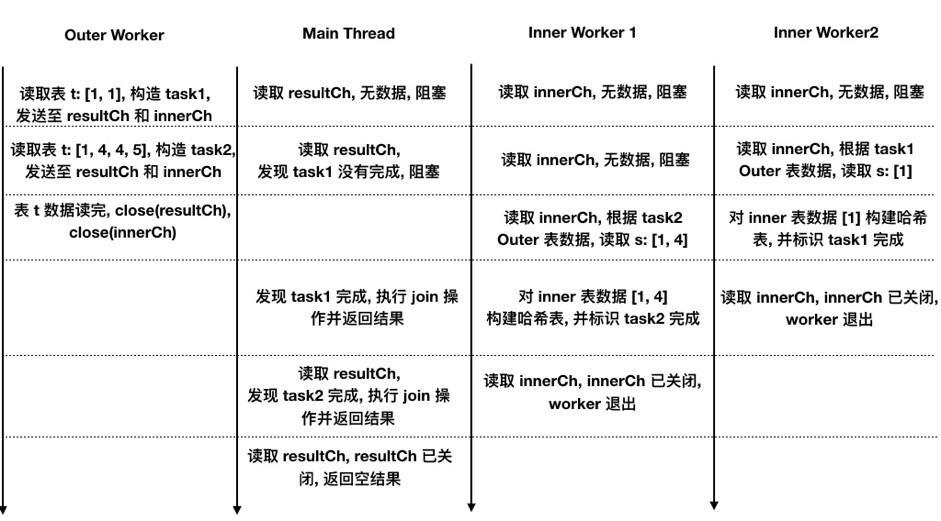 Outer Worker
Main Thread
Inner Worker 1
Inner Worker2
读取表 t: [1, 1], 构造 task1,
发送至 resultCh 和 innerCh
读取 resultCh, 无数据, 阻塞
读取 innerCh, 无数据, 阻塞
读取 innerCh, 无数据, 阻塞
读取表 t: [1, 4, 4, 5], 构造 task2,
发送至 resultCh 和 innerCh
读取 resultCh,
发现 task1 没有完成, 阻塞
读取 innerCh, 无数据, 阻塞
读取 innerCh, 根据 task1
Outer 表数据, 读取 s: [1]
表 t 数据读完, close(resultCh),
close(innerCh)
读取 innerCh, 根据 task2
Outer 表数据, 读取 s: [1, 4]
对 inner 表数据 [1] 构建哈希
表, 并标识 task1 完成
发现 task1 完成, 执行 join 操
作并返回结果
对 inner 表数据 [1, 4]
构建哈希表, 并标识 task2 完成
读取 innerCh, innerCh 已关闭,
worker 退出
读取 resultCh,
发现 task2 完成, 执行 join 操
作并返回结果
读取 innerCh, innerCh 已关闭,
worker 退出
读取 resultCh, resultCh 已关
闭, 返回空结果